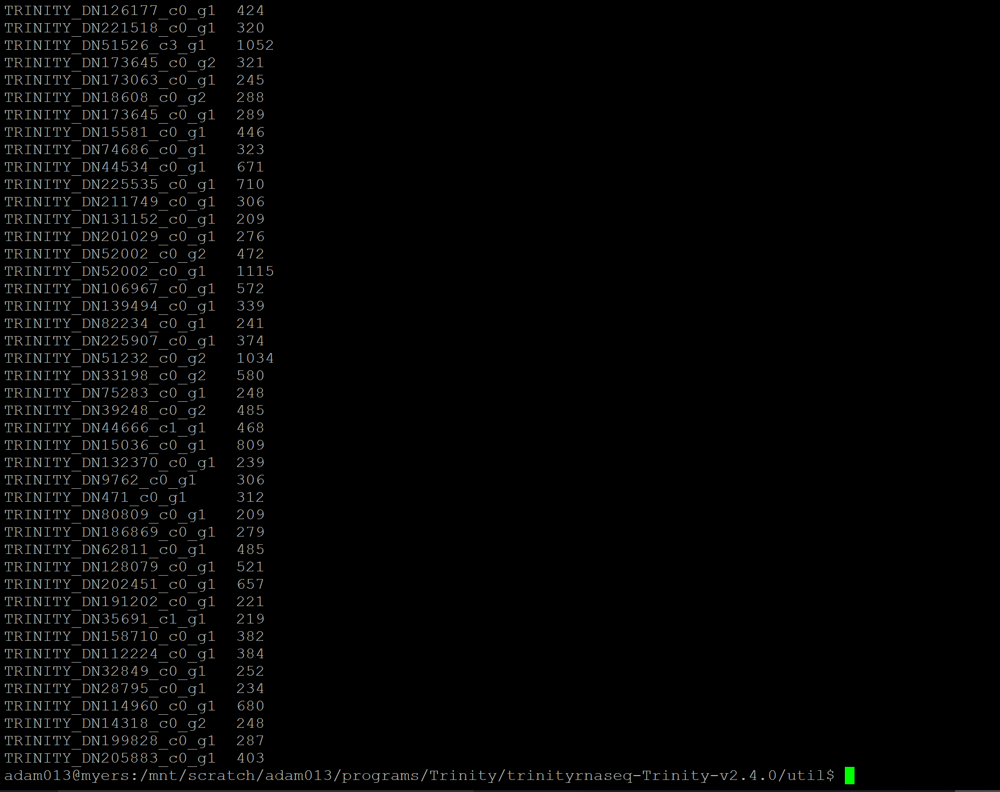 TRINITY_DN126177_c0_g1  424
TRINITY_DN221518_c0_g1  320
TRINITY_DN51526_c3_g1   1052
TRINITY_DN173645_c0_g2  321
TRINITY_DN173063_c0_g1  245
TRINITY_DN18608_c0_g2   288
TRINITY_DN173645_c0_g1  289
TRINITY_DN15581_c0_g1   446
TRINITY_DN74686_c0_g1   323
TRINITY_DN44534_c0_g1   671
TRINITY_DN225535_c0_g1  710
TRINITY_DN211749_c0_g1  306
TRINITY_DN131152_c0_g1  209
TRINITY_DN201029_c0_g1  276
TRINITY_DN52002_c0_g2   472
TRINITY_DN52002_c0_g1   1115
TRINITY_DN106967_c0_g1  572
TRINITY_DN139494_c0_g1  339
TRINITY_DN82234_c0_g1   241
TRINITY_DN225907_c0_g1  374
TRINITY_DN51232_c0_g2   1034
TRINITY_DN33198_c0_g2   580
TRINITY_DN75283_c0_g1   248
TRINITY_DN39248_c0_g2   485
TRINITY_DN44666_c1_g1   468
TRINITY_DN15036_c0_g1   809
TRINITY_DN132370_c0_g1  239
TRINITY_DN9762_c0_g1    306
TRINITY_DN471_c0_g1     312
TRINITY_DN80809_c0_g1   209
TRINITY_DN186869_c0_g1  279
TRINITY_DN62811_c0_g1   485
TRINITY_DN128079_c0_g1  521
TRINITY_DN202451_c0_g1  657
TRINITY_DN191202_c0_g1  221
TRINITY_DN35691_c1_g1   219
TRINITY_DN158710_c0_g1  382
TRINITY_DN112224_c0_g1  384
TRINITY_DN32849_c0_g1   252
TRINITY_DN28795_c0_g1   234
TRINITY_DN114960_c0_g1  680
TRINITY_DN14318_c0_g2   248
TRINITY_DN199828_c0_g1  287
TRINITY_DN205883_c0_g1  403
adam013@myers:/mnt/scratch/adam013/programs/Trinity/trinityrnaseq-Trinity-v2.4.0/util$